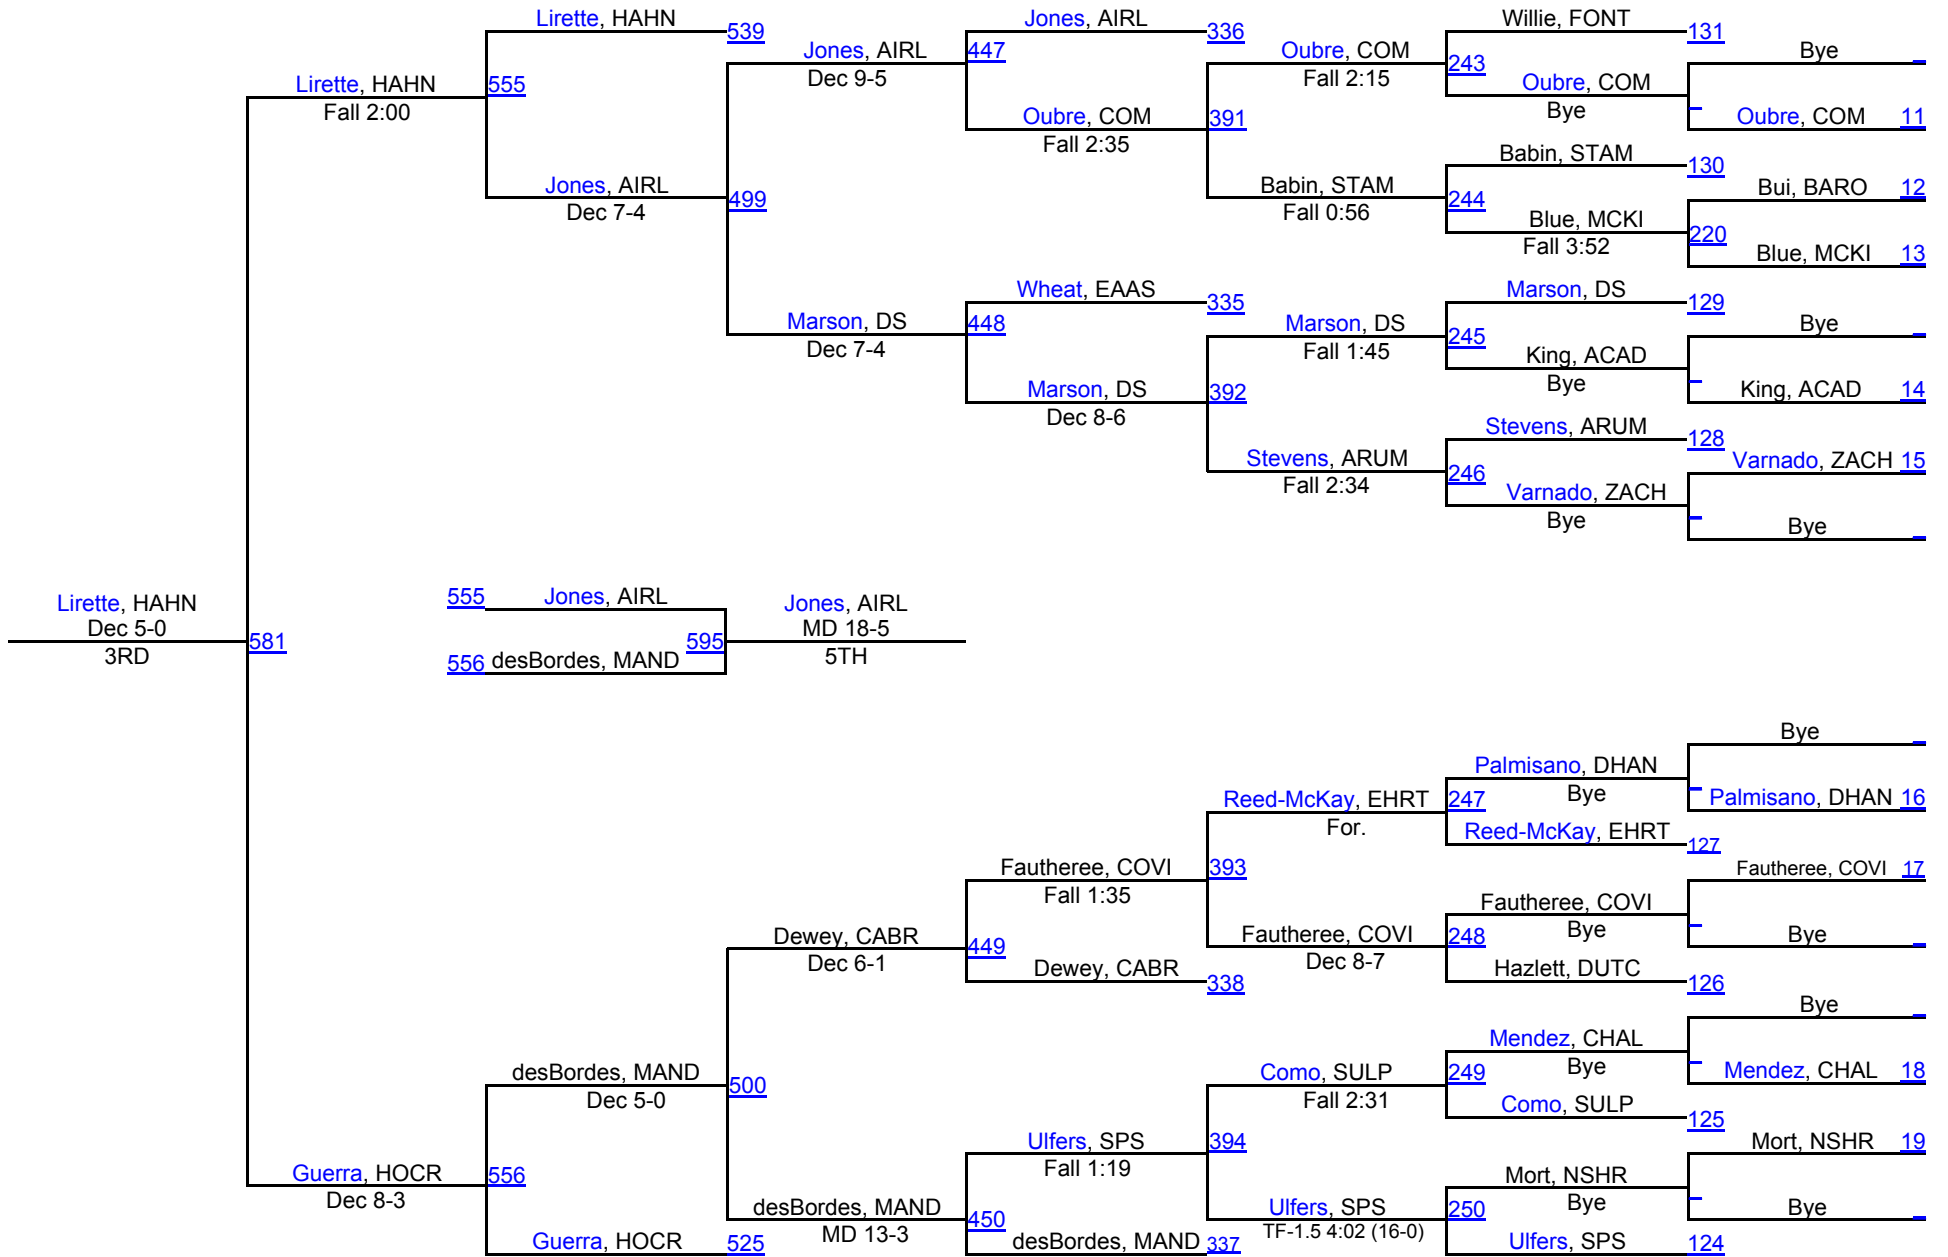 Lirette, HAHN
539
Jones, AIRL
336
Willie, FONT
131
Jones, AIRL
Dec 9-5
447
Oubre, COM
Fall 2:15
243
Bye
Lirette, HAHN
Fall 2:00
555
Oubre, COM
Bye
Oubre, COM
Fall 2:35
391
Oubre, COM 11
Babin, STAM
130
Jones, AIRL
Dec 7-4
499
Babin, STAM
Fall 0:56
244
Bui, BARO 12
Blue, MCKI
Fall 3:52
220
Blue, MCKI 13
Wheat, EAAS
335
Marson, DS
129
Marson, DS
Dec 7-4
448
Marson, DS
Fall 1:45
245
Bye
King, ACAD
Bye
Marson, DS
Dec 8-6
392
King, ACAD 14
Stevens, ARUM
128
Stevens, ARUM
Fall 2:34
246
Varnado, ZACH 15
Varnado, ZACH
Bye
Bye
Lirette, HAHN
Dec 5-0
3RD
581
555 Jones, AIRL
556 desBordes, MAND
595
Jones, AIRL
MD 18-5
5TH
Bye
Palmisano, DHAN
Bye
Palmisano, DHAN 16
Reed-McKay, EHRT
For.
247
Reed-McKay, EHRT
127
Fautheree, COVI
Fall 1:35
393
Fautheree, COVI 17
Fautheree, COVI
Bye
Dewey, CABR
Dec 6-1
449
Fautheree, COVI
Dec 8-7
248
Bye
Dewey, CABR
338
Hazlett, DUTC
126
Bye
Mendez, CHAL
Bye
desBordes, MAND
Dec 5-0
500
Como, SULP
Fall 2:31
249
Mendez, CHAL 18
Como, SULP
125
Ulfers, SPS
Fall 1:19
394
Mort, NSHR 19
Guerra, HOCR
Dec 8-3
556
Mort, NSHR
Bye
desBordes, MAND
MD 13-3
450
Ulfers, SPS
TF-1.5 4:02 (16-0)
250
Bye
Guerra, HOCR 525
desBordes, MAND 337
Ulfers, SPS 124